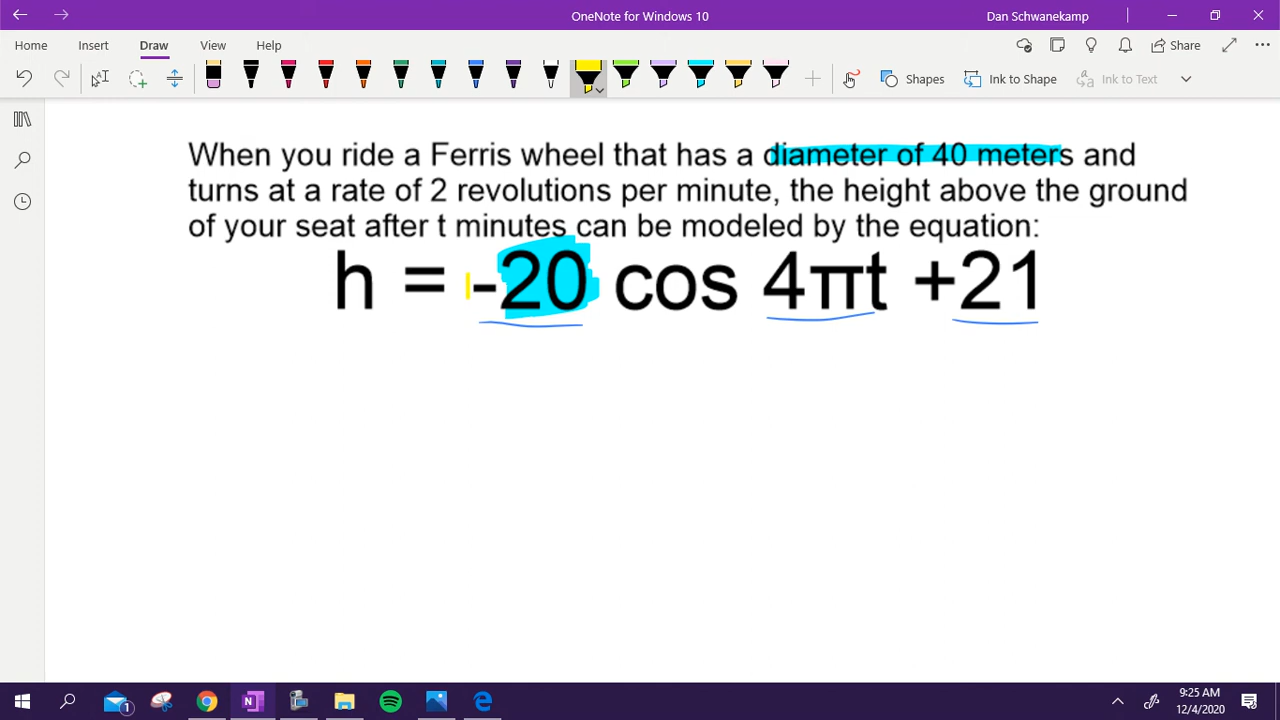 OneNote for Windows 10
Dan Schwanekamp
Home Insert Draw View Help
Share
Shapes
Ink to Shape
Ink to Text
When you ride a Ferris wheel that has a diameter of 40 meters and
turns at a rate of 2 revolutions per minute, the height above the ground
of your seat after t minutes can be modeled by the equation:
h = -20 cos 4πt +21
1
9:25 AM
12/4/2020